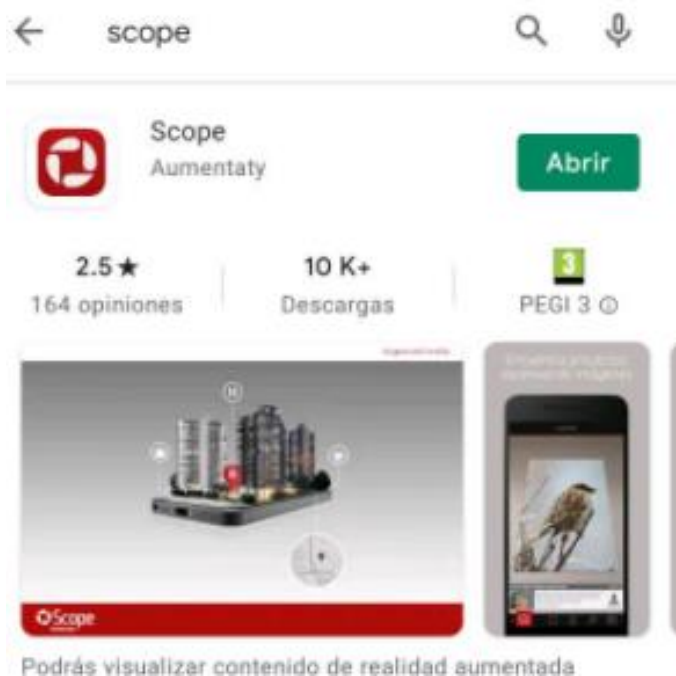 scope
Scope
Aumentaty
Abrir
2.5★
164 opiniones
10 K+
Descargas
3
PEGI 3
Scope
Podrás visualizar contenido de realidad aumentada